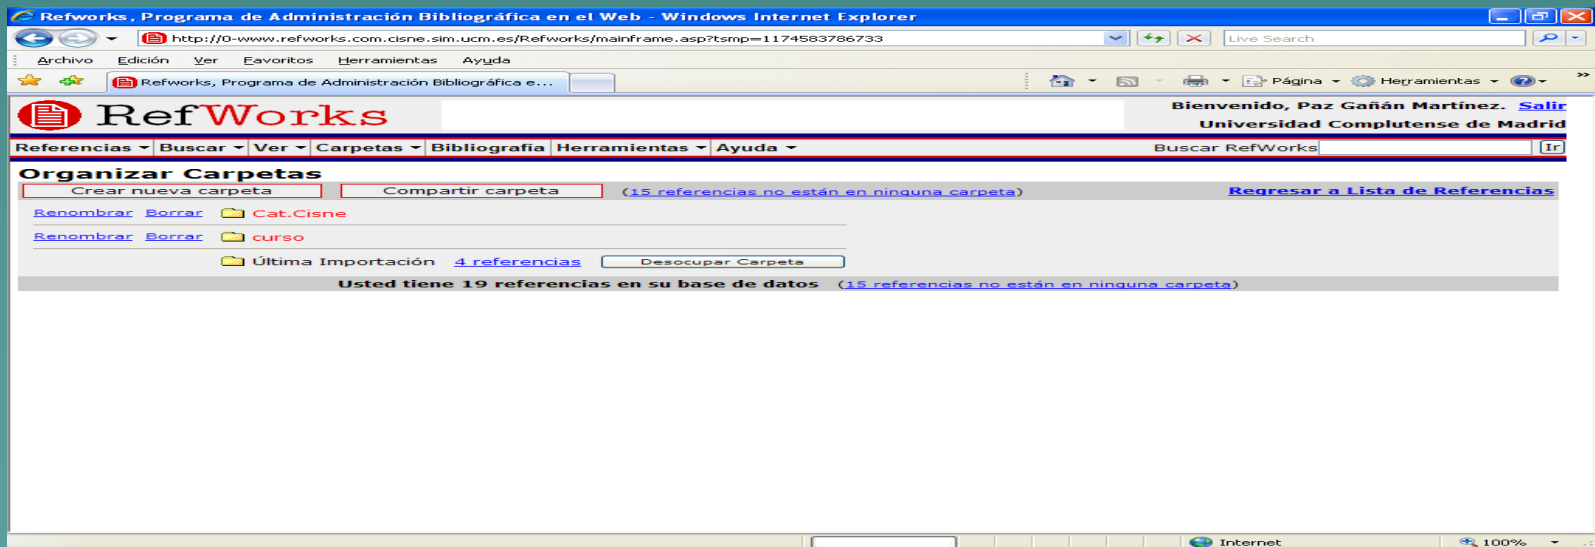 Refworks, Programa de Administración Bibliográfica en el Web - Windows Internet Explorer
http://0-www.refworks.com.cisne.sim.ucm.es/Refworks/mainframe.asp?tsmp=1174583786733 Live Search
Archivo Edición Ver Favoritos Herramientas Ayuda
Refworks, Programa de Administración Bibliográfica e... Página Herramientas »
RefWorks
Bienvenido, Paz Gañán Martínez. Salir
Universidad Complutense de Madrid
Referencias Buscar Ver Carpetas Bibliografía Herramientas Ayuda Buscar RefWorks Ir
Organizar Carpetas
Crear nueva carpeta Compartir carpeta (15 referencias no están en ninguna carpeta) Regresar a Lista de Referencias
Renombrar Borrar Cat.Cisne
Renombrar Borrar curso
Última Importación 4 referencias Desocupar Carpeta
Usted tiene 19 referencias en su base de datos (15 referencias no están en ninguna carpeta)
Internet 100%